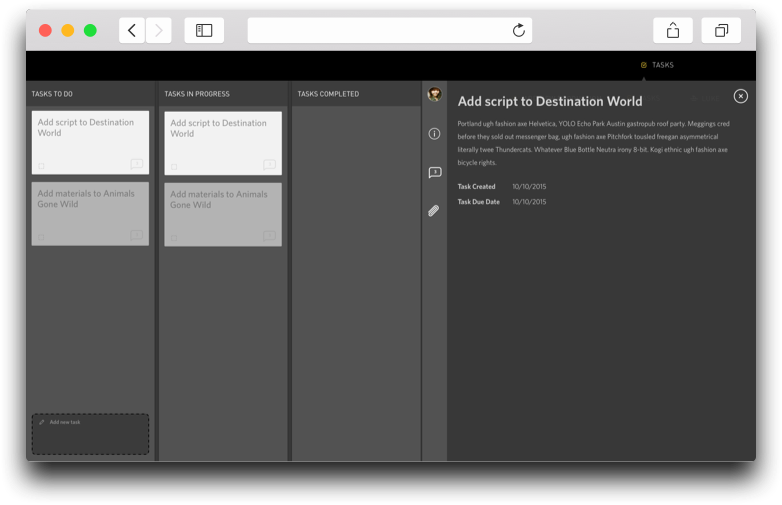 TASKS
TASKS TO DO
Add script to Destination
World
Add materials to Animals
Gone Wild
Add new task
TASKS IN PROGRESS
Add script to Destination
World
Add materials to Animals
Gone Wild
TASKS COMPLETED
Add script to Destination World
Portland ugh fashion axe Helvetica, YOLO Echo Park Austin gastropub roof party. Meggings cred
before they sold out messenger bag, ugh fashion axe Pitchfork tousled freegan asymmetrical
literally twee Thundercats. Whatever Blue Bottle Neutra irony 8-bit. Kogi ethnic ugh fashion axe
bicycle rights.
Task Created 10/10/2015
Task Due Date 10/10/2015